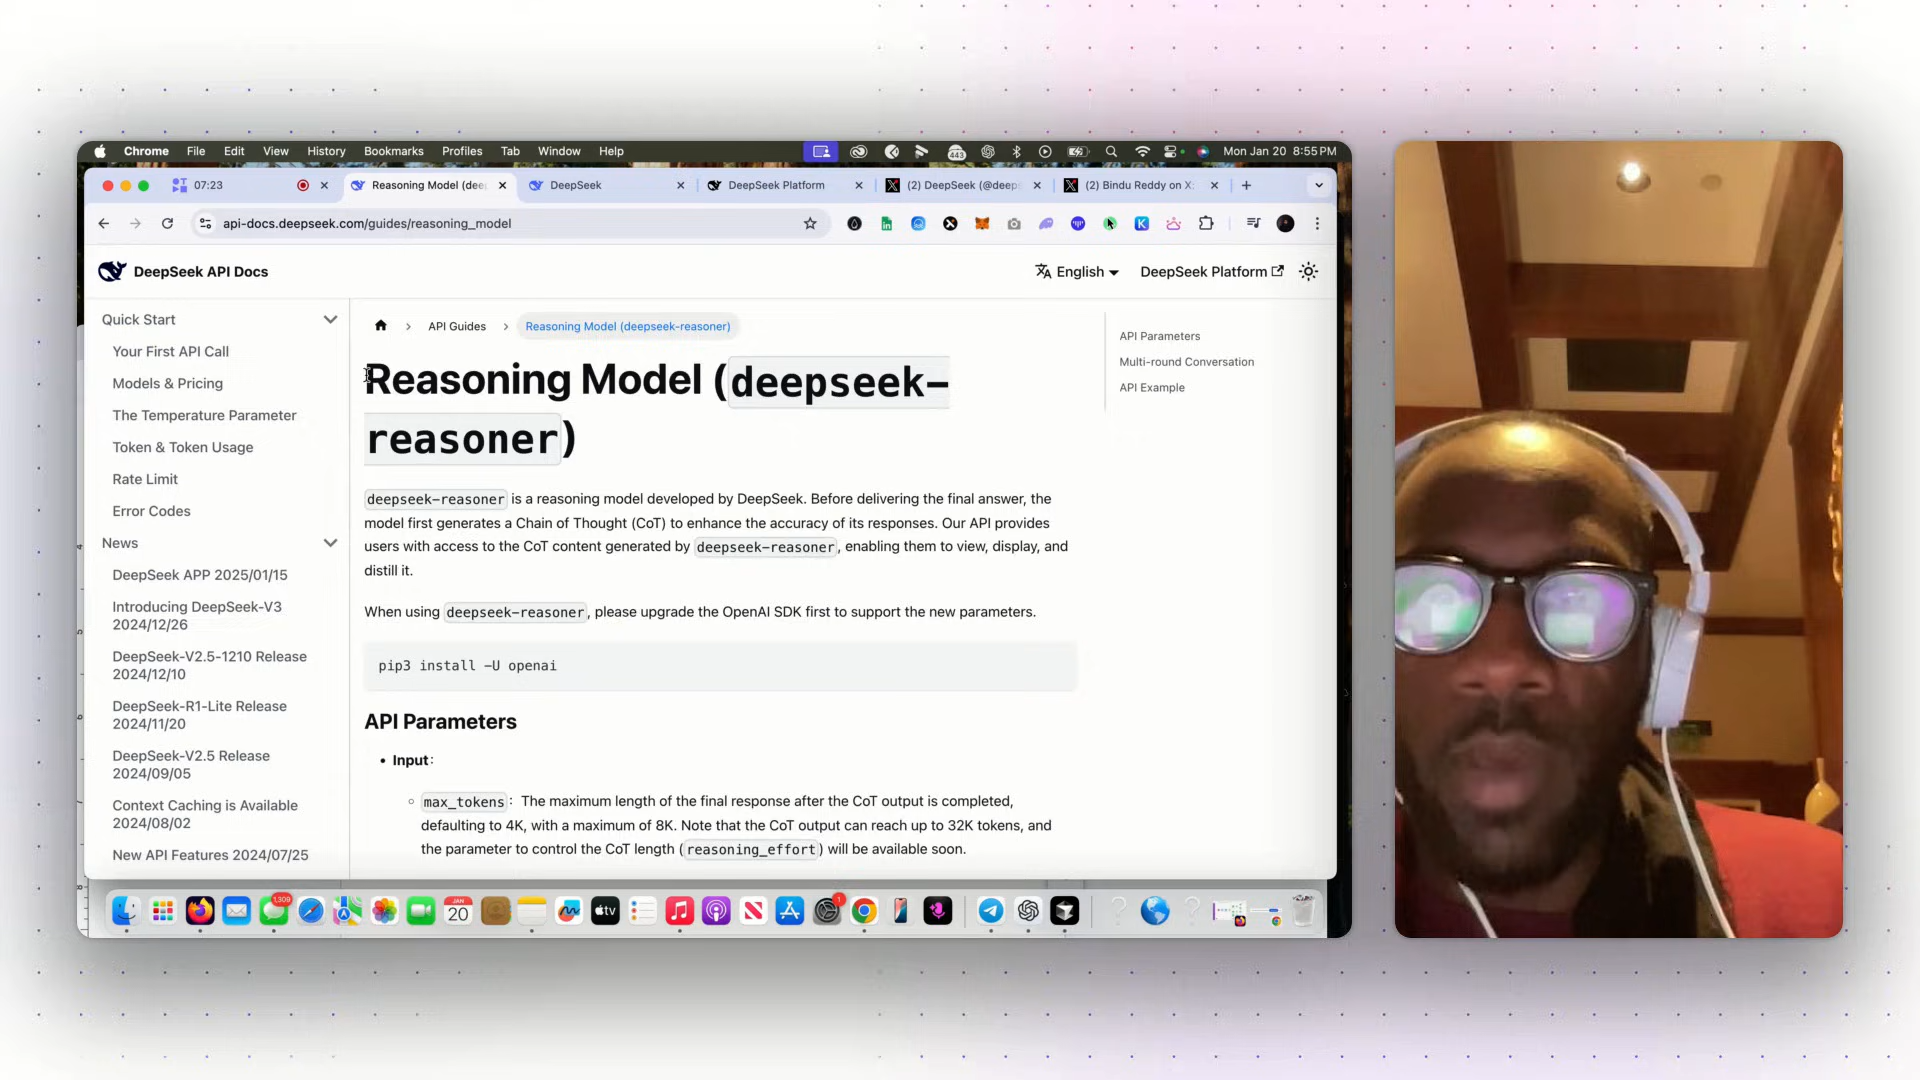 Chrome File Edit View History Bookmarks Profiles Tab Window Help 443 Mon Jan 20 8:55 PM
07:23 Reasoning Model (dee DeepSeek DeepSeek Platform (2) DeepSeek (@deep (2) Bindu Reddy on X:
api-docs.deepseek.com/guides/reasoning_model
DeepSeek API Docs English DeepSeek Platform
Quick Start
Your First API Call
Models & Pricing
The Temperature Parameter
Token & Token Usage
Rate Limit
Error Codes
News
DeepSeek APP 2025/01/15
Introducing DeepSeek-V3
2024/12/26
DeepSeek-V2.5-1210 Release
2024/12/10
DeepSeek-R1-Lite Release
2024/11/20
DeepSeek-V2.5 Release
2024/09/05
Context Caching is Available
2024/08/02
New API Features 2024/07/25
API Guides Reasoning Model (deepseek-reasoner)
Reasoning Model (deepseek-
reasoner)
deepseek-reasoner is a reasoning model developed by DeepSeek. Before delivering the final answer, the
model first generates a Chain of Thought (CoT) to enhance the accuracy of its responses. Our API provides
users with access to the CoT content generated by deepseek-reasoner, enabling them to view, display, and
distill it.
When using deepseek-reasoner, please upgrade the OpenAI SDK first to support the new parameters.
pip3 install -U openai
API Parameters
• Input:
max_tokens: The maximum length of the final response after the CoT output is completed,
defaulting to 4K, with a maximum of 8K. Note that the CoT output can reach up to 32K tokens, and
the parameter to control the CoT length (reasoning_effort) will be available soon.
API Parameters
Multi-round Conversation
API Example
1,309 JAN 20 tv 1